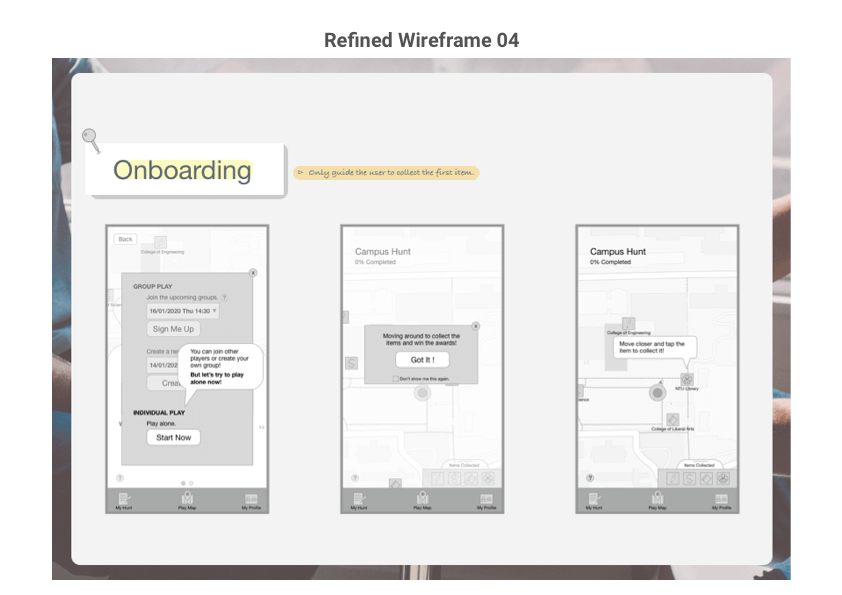 Refined Wireframe 04
Onboarding
Only guide the user to collect the first item.
Back
College of Engineering
x
GROUP PLAY
Join the upcoming groups. ?
16/01/2020 Thu 14:30
Sign Me Up
Create a ne
14/01/202
Crea
You can join other
players or create your
own group!
But let's try to play
alone now!
INDIVIDUAL PLAY
Play alone.
Start Now
?
My Hunt
Play Map
My Profile
Campus Hunt
0% Completed
x
Moving around to collect the
items and win the awards!
Got It !
Don't show me this again.
Items Collected
?
My Hunt
Play Map
My Profile
Campus Hunt
0% Completed
College of Engineering
Move closer and tap the
item to collect it!
NTU Library
College of Liberal Arts
Items Collected
?
My Hunt
Play Map
My Profile